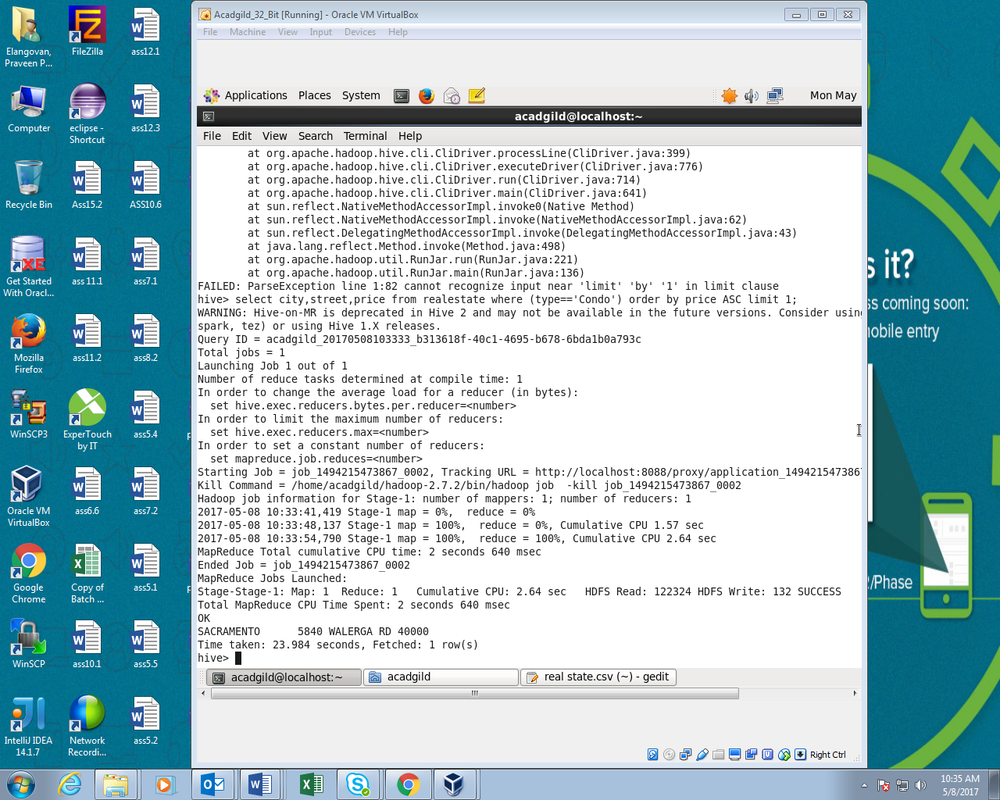 Acadgild_32_Bit [Running] - Oracle VM VirtualBox
File Machine View Input Devices Help
Applications Places System Mon May
acadgild@localhost:~
File Edit View Search Terminal Help
at org.apache.hadoop.hive.cli.CliDriver.processLine(CliDriver.java:399)
at org.apache.hadoop.hive.cli.CliDriver.executeDriver(CliDriver.java:776)
at org.apache.hadoop.hive.cli.CliDriver.run(CliDriver.java:714)
at org.apache.hadoop.hive.cli.CliDriver.main(CliDriver.java:641)
at sun.reflect.NativeMethodAccessorImpl.invoke0(Native Method)
at sun.reflect.NativeMethodAccessorImpl.invoke(NativeMethodAccessorImpl.java:62)
at sun.reflect.DelegatingMethodAccessorImpl.invoke(DelegatingMethodAccessorImpl.java:43)
at java.lang.reflect.Method.invoke(Method.java:498)
at org.apache.hadoop.util.RunJar.run(RunJar.java:221)
at org.apache.hadoop.util.RunJar.main(RunJar.java:136)
FAILED: ParseException line 1:82 cannot recognize input near 'limit' 'by' '1' in limit clause
hive> select city,street,price from realestate where (type=='Condo') order by price ASC limit 1;
WARNING: Hive-on-MR is deprecated in Hive 2 and may not be available in the future versions. Consider using
spark, tez) or using Hive 1.X releases.
Query ID = acadgild_20170508103333_b313618f-40c1-4695-b678-6bda1b0a793c
Total jobs = 1
Launching Job 1 out of 1
Number of reduce tasks determined at compile time: 1
In order to change the average load for a reducer (in bytes):
set hive.exec.reducers.bytes.per.reducer=<number>
In order to limit the maximum number of reducers:
set hive.exec.reducers.max=<number>
In order to set a constant number of reducers:
set mapreduce.job.reduces=<number>
Starting Job = job_1494215473867_0002, Tracking URL = http://localhost:8088/proxy/application_1494215473867
Kill Command = /home/acadgild/hadoop-2.7.2/bin/hadoop job  -kill job_1494215473867_0002
Hadoop job information for Stage-1: number of mappers: 1; number of reducers: 1
2017-05-08 10:33:41,419 Stage-1 map = 0%,  reduce = 0%
2017-05-08 10:33:48,137 Stage-1 map = 100%,  reduce = 0%, Cumulative CPU 1.57 sec
2017-05-08 10:33:54,790 Stage-1 map = 100%,  reduce = 100%, Cumulative CPU 2.64 sec
MapReduce Total cumulative CPU time: 2 seconds 640 msec
Ended Job = job_1494215473867_0002
MapReduce Jobs Launched:
Stage-Stage-1: Map: 1  Reduce: 1   Cumulative CPU: 2.64 sec   HDFS Read: 122324 HDFS Write: 132 SUCCESS
Total MapReduce CPU Time Spent: 2 seconds 640 msec
OK
SACRAMENTO 5840 WALERGA RD 40000
Time taken: 23.984 seconds, Fetched: 1 row(s)
hive>
acadgild@localhost:~ acadgild real state.csv (~) - gedit
Right Ctrl
Elangovan,
Praveen P...
FileZilla
ass12.1
Computer
eclipse -
Shortcut
ass12.3
Recycle Bin
Ass15.2
ASS10.6
XE
Get Started
With Oracl...
ass 11.1
ass7.1
Mozilla
Firefox
ass11.2
ass8.2
WinSCP3
ExperTouch
by IT
ass5.4
Oracle VM
VirtualBox
ass6.6
ass7.2
Google
Chrome
Copy of
Batch ...
ass5.1
WinSCP
ass10.1
ass5.5
IntelliJ IDEA
14.1.7
Network
Recordi...
ass5.2
s it?
ss coming soon:
obile entry
2/Phase
10:35 AM
5/8/2017